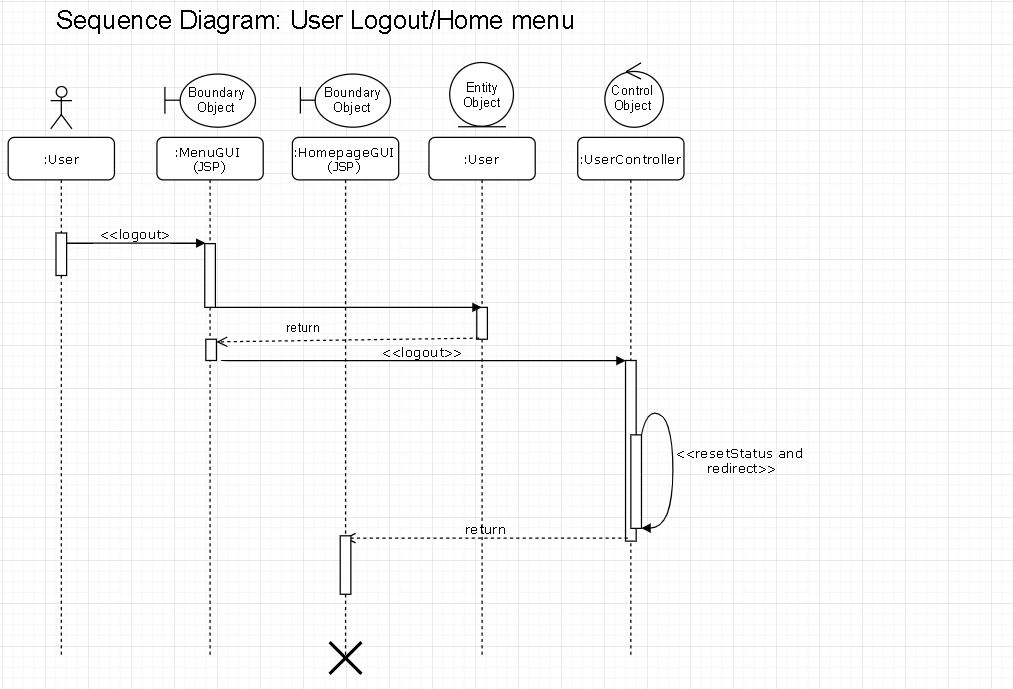 Sequence Diagram: User Logout/Home menu
Boundary
Object
Boundary
Object
Entity
Object
Control
Object
:User
:MenuGUI
(JSP)
:HomepageGUI
(JSP)
:User
:UserController
<<logout>
return
<<logout>>
<<resetStatus and
redirect>>
return